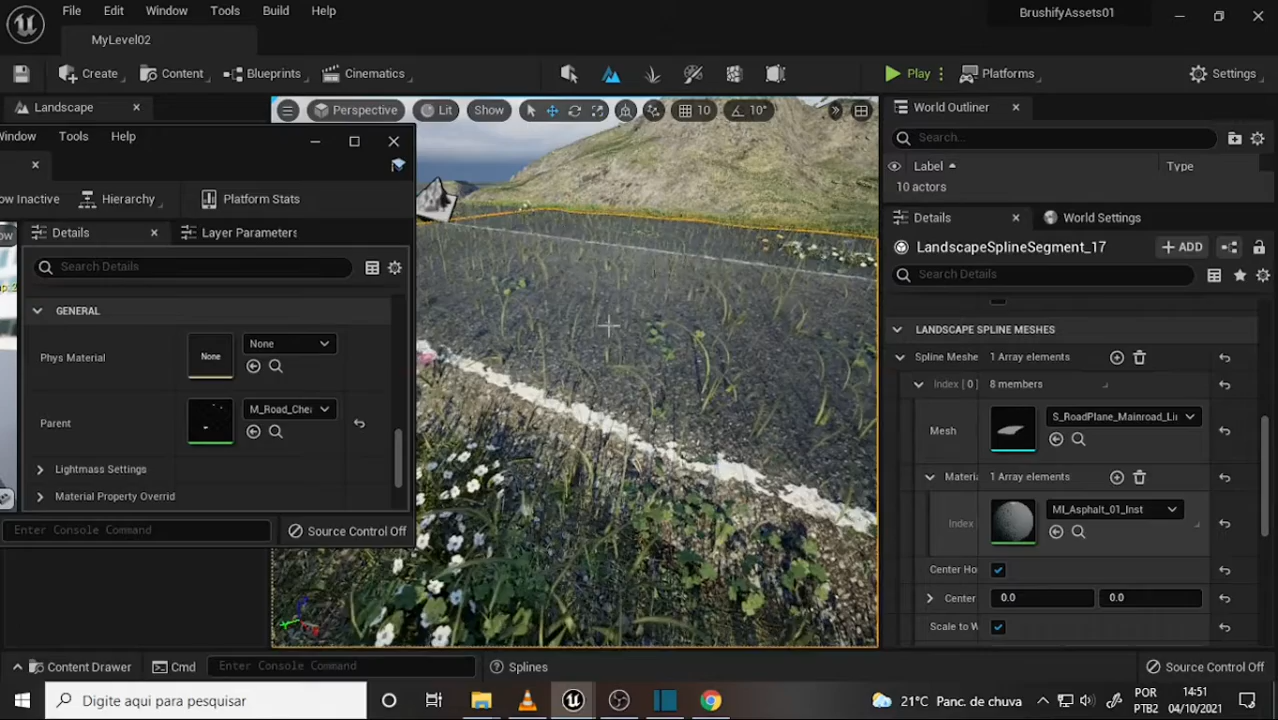 File Edit Window Tools Build Help
BrushifyAssets01
MyLevel02
Create Content Blueprints Cinematics Play Platforms Settings
Landscape
Perspective Lit Show 10 10°
World Outliner
Search...
Label Type
10 actors
Window Tools Help
Hierarchy Platform Stats
Details Layer Parameters
Search Details
GENERAL
Phys Material None None
Parent M_Road_Che
Lightmass Settings
Material Property Overrid
Enter Console Command Source Control Off
Details World Settings
LandscapeSplineSegment_17 ADD
Search Details
LANDSCAPE SPLINE MESHES
Spline Meshe 1 Array elements
Index [ 0 ] 8 members
Mesh S_RoadPlane_Mainroad_Li
Materia 1 Array elements
Index MI_Asphalt_01_Inst
Center Ho
Center 0.0 0.0
Scale to W
Content Drawer Cmd Enter Console Command Splines Source Control Off
Digite aqui para pesquisar
21°C Panc. de chuva
POR
PTB2
14:51
04/10/2021